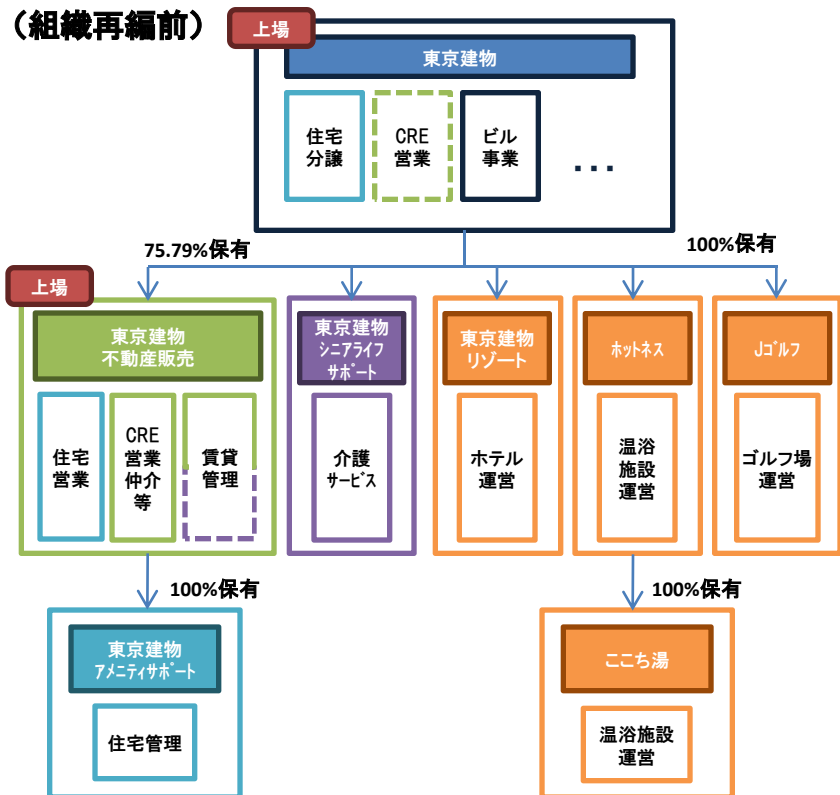 （組織再編前）
上場
東京建物
住宅
分譲
CRE
営業
ビル
事業
...
75.79%保有
100%保有
上場
東京建物
不動産販売
東京建物
シニアライフ
サポート
東京建物
リゾート
ホットネス
Jゴルフ
住宅
営業
CRE
営業
仲介
等
賃貸
管理
介護
サービス
ホテル
運営
温浴
施設
運営
ゴルフ場
運営
100%保有
100%保有
東京建物
アメニティサポート
住宅管理
ここち湯
温浴施設
運営